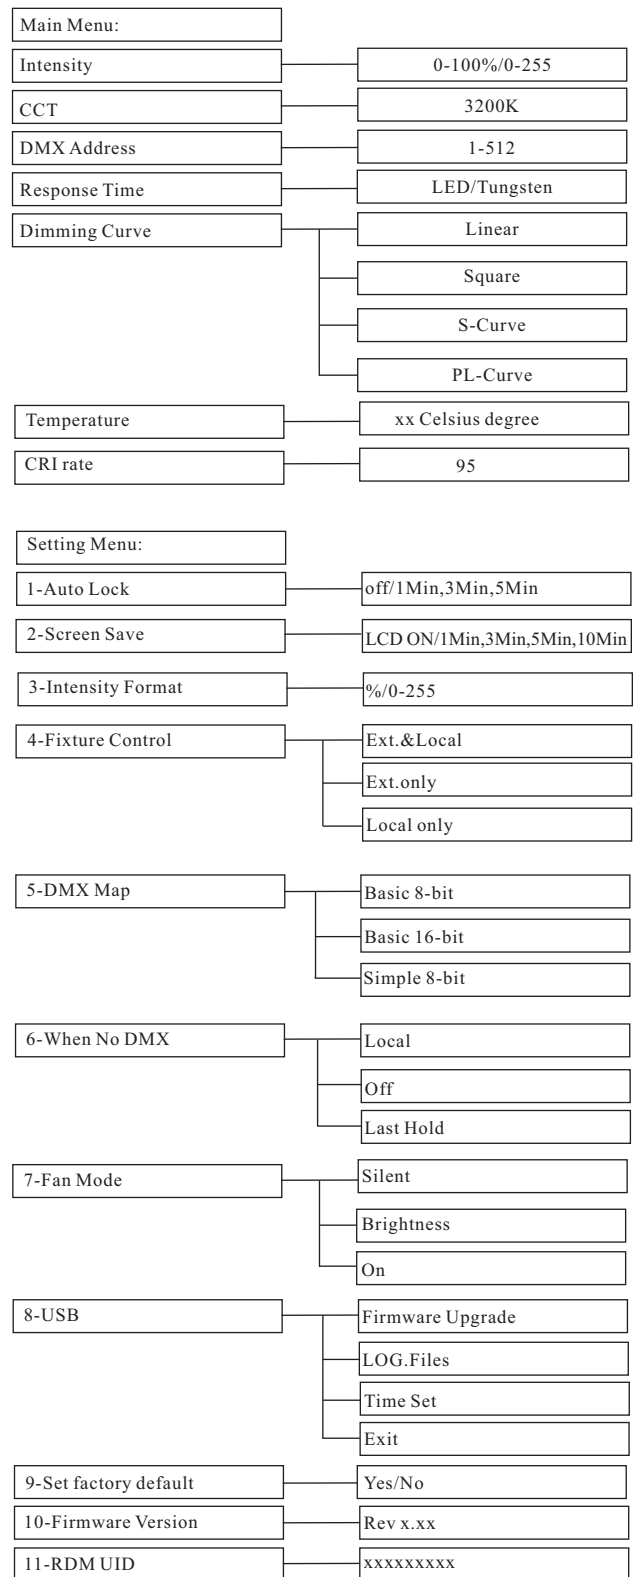 Main Menu:
Intensity 0-100%/0-255
CCT 3200K
DMX Address 1-512
Response Time LED/Tungsten
Dimming Curve Linear
Square
S-Curve
PL-Curve
Temperature xx Celsius degree
CRI rate 95
Setting Menu:
1-Auto Lock off/1Min,3Min,5Min
2-Screen Save LCD ON/1Min,3Min,5Min,10Min
3-Intensity Format %/0-255
4-Fixture Control Ext.&Local
Ext.only
Local only
5-DMX Map Basic 8-bit
Basic 16-bit
Simple 8-bit
6-When No DMX Local
Off
Last Hold
7-Fan Mode Silent
Brightness
On
8-USB Firmware Upgrade
LOG.Files
Time Set
Exit
9-Set factory default Yes/No
10-Firmware Version Rev x.xx
11-RDM UID xxxxxxxxx